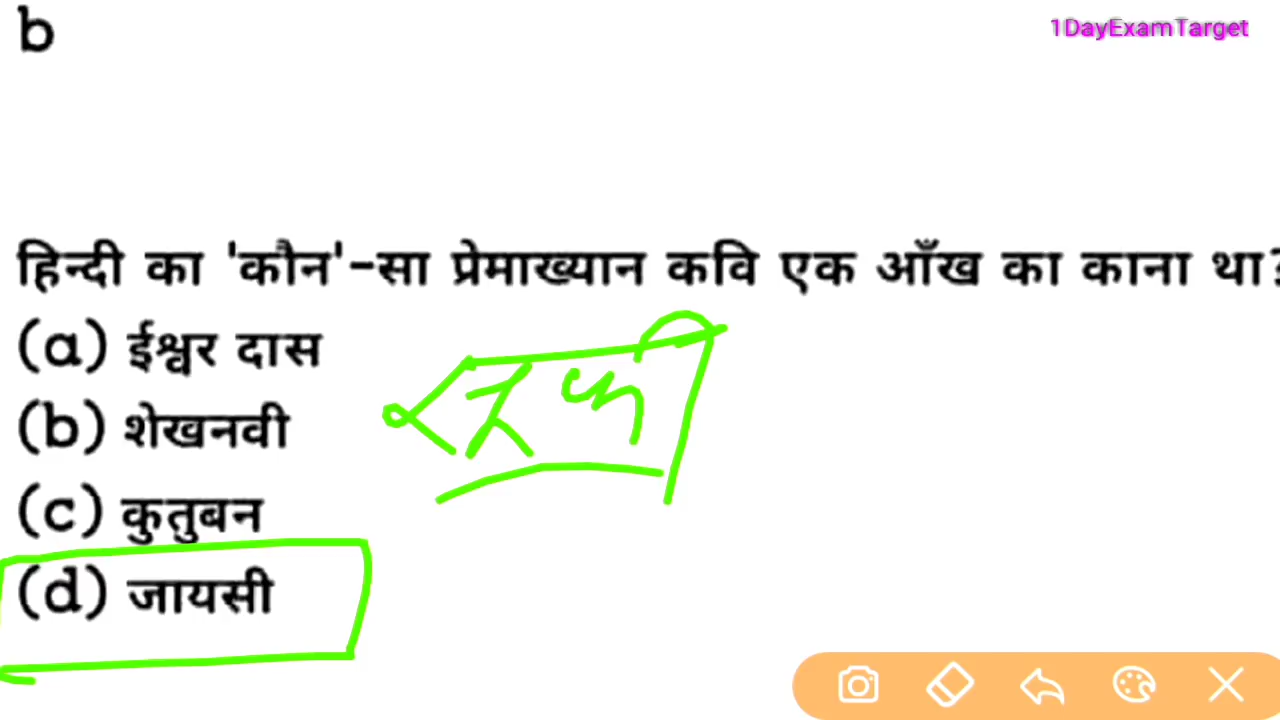 b
1DayExamTarget
हिन्दी का 'कौन'-सा प्रेमाख्यान कवि एक आँख का काना था?
(a) ईश्वर दास
(b) शेखनवी
(c) कुतुबन
(d) जायसी